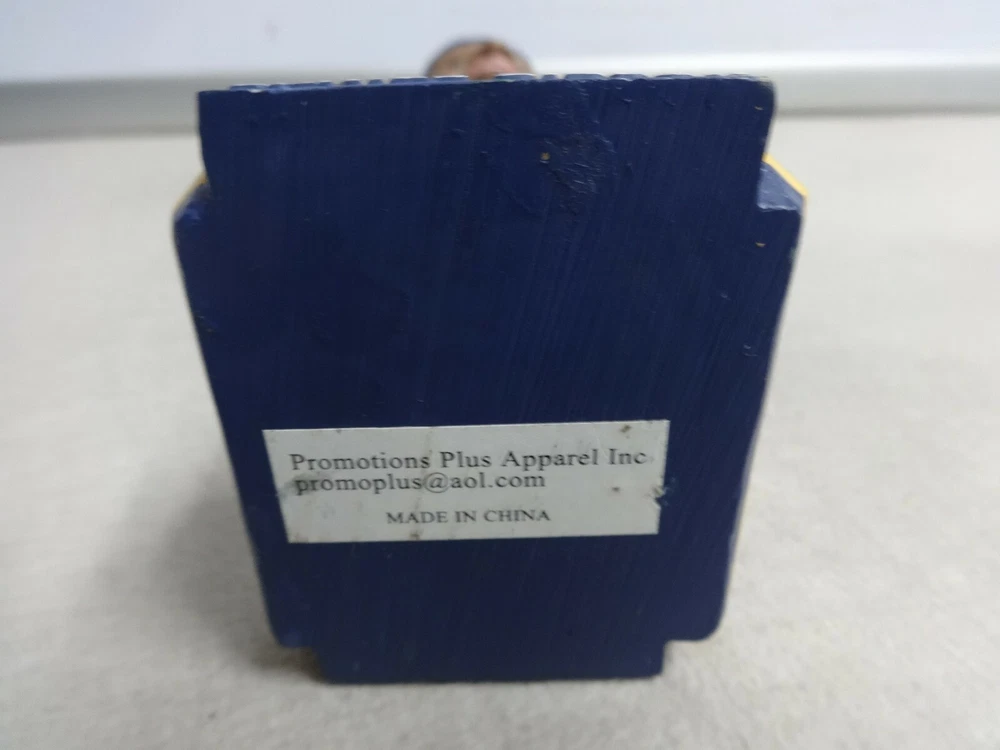 Promotions Plus Apparel Inc
promoplus@aol.com
MADE IN CHINA